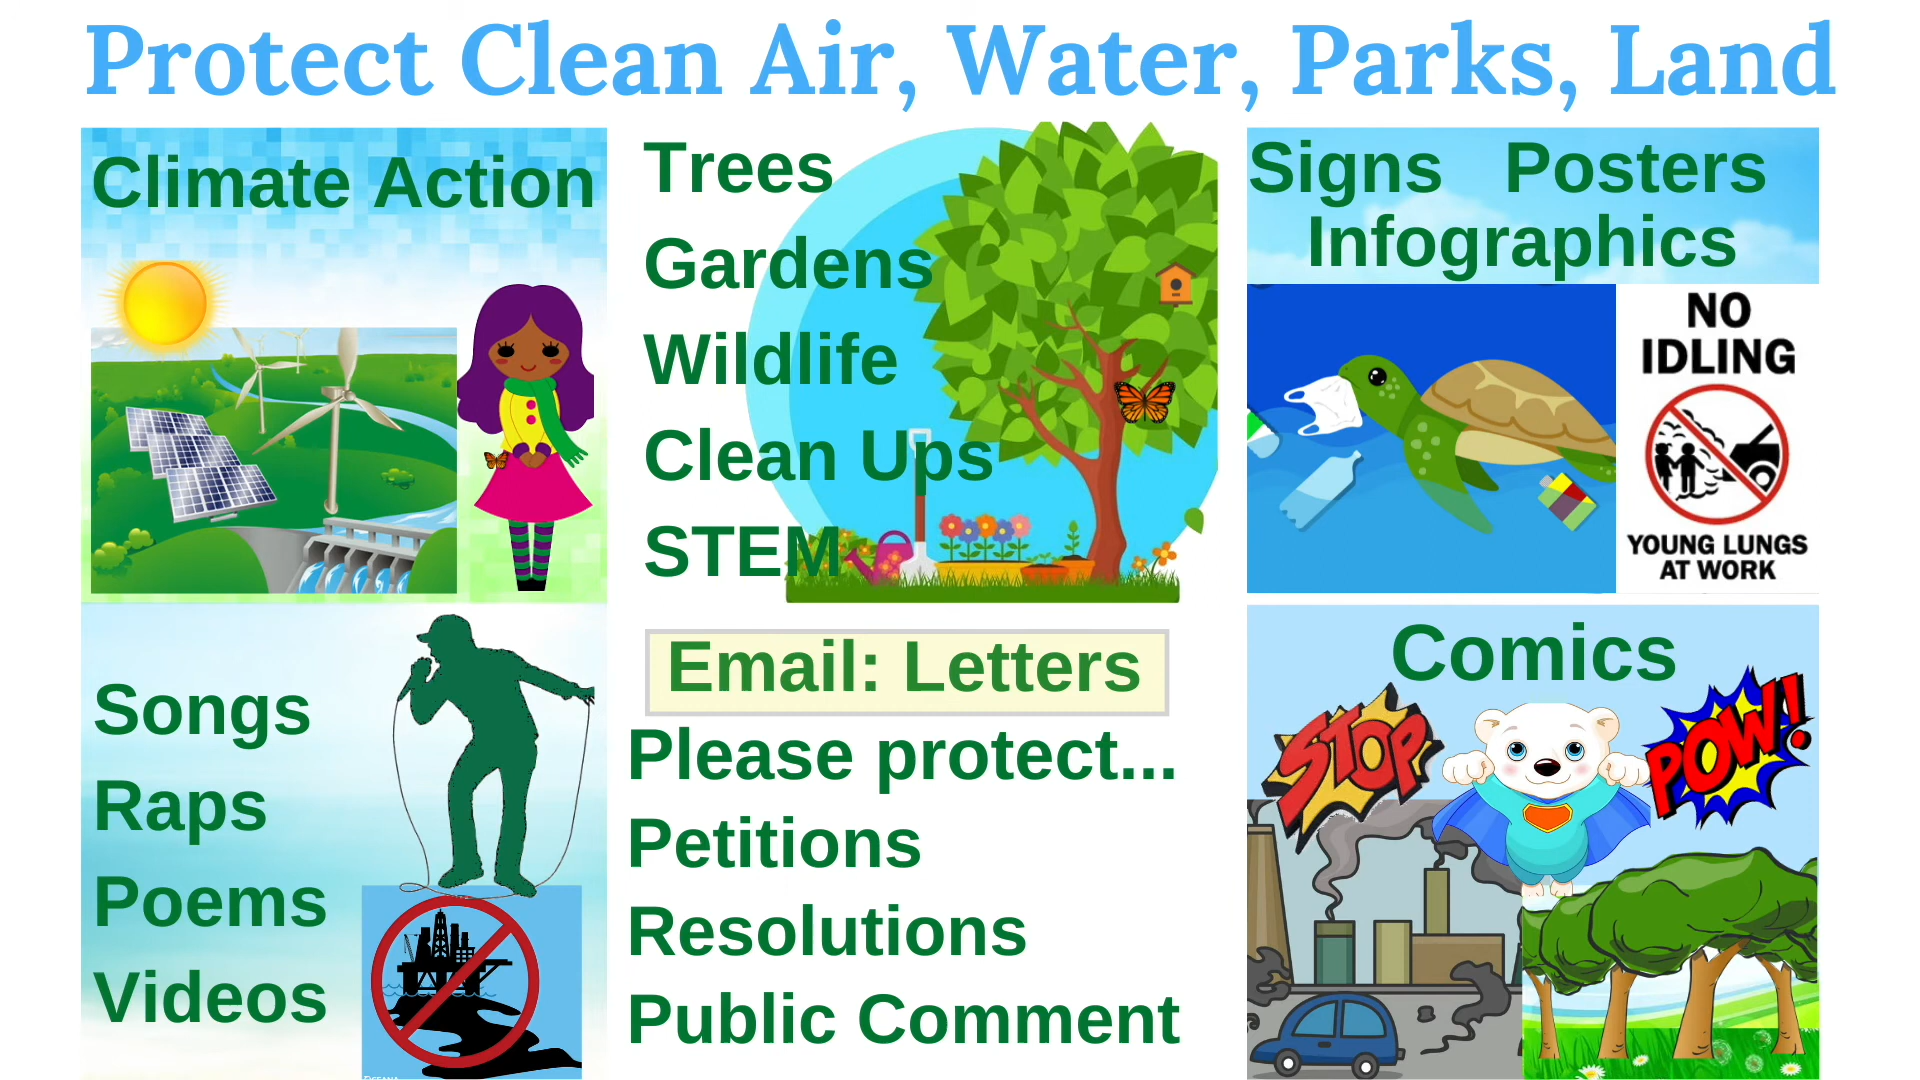 Protect Clean Air, Water, Parks, Land
Climate Action
Trees
Gardens
Wildlife
Clean Ups
STEM
Signs Posters
Infographics
NO
IDLING
YOUNG LUNGS
AT WORK
Songs
Raps
Poems
Videos
Email: Letters
Please protect...
Petitions
Resolutions
Public Comment
Comics
STOP
POW!